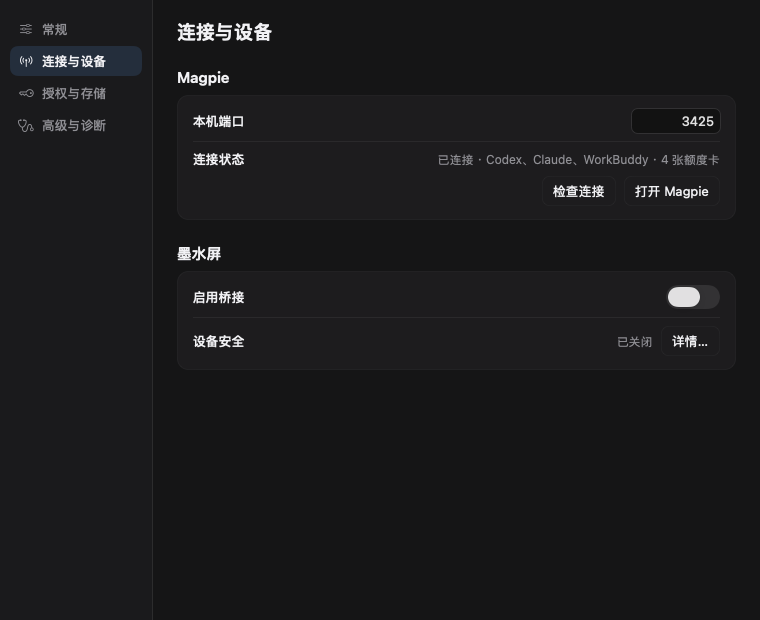 常规
连接与设备
授权与存储
高级与诊断
连接与设备
Magpie
本机端口
3425
连接状态
已连接 · Codex、Claude、WorkBuddy · 4 张额度卡
检查连接
打开 Magpie
墨水屏
启用桥接
设备安全
已关闭
详情...